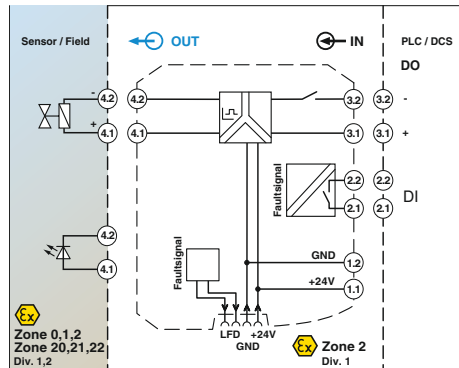 Sensor / Field
OUT
IN
PLC / DCS
DO
-
4.2
4.2
3.2
3.2
-
+
4.1
4.1
3.1
3.1
+
Faultsignal
2.2
2.2
DI
2.1
2.1
4.2
4.1
Faultsignal
GND
1.2
+24V
1.1
LFD
+24V
GND
Ex
Zone 0,1,2
Zone 20,21,22
Div. 1,2
Ex
Zone 2
Div. 1